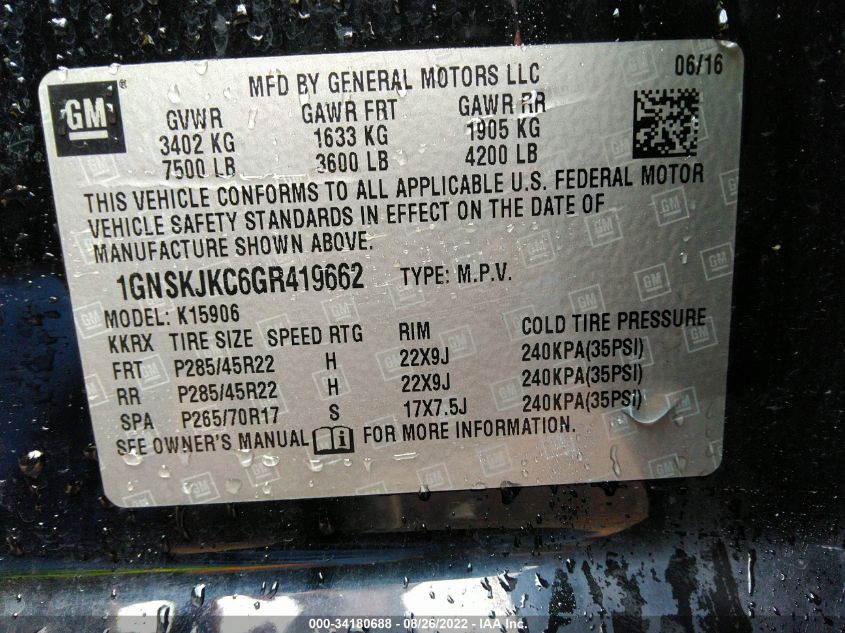 MFD BY GENERAL MOTORS LLC 06/16
GM ®
GVWR GAWR FRT GAWR RR
3402 KG 1633 KG 1905 KG
7500 LB 3600 LB 4200 LB
THIS VEHICLE CONFORMS TO ALL APPLICABLE U.S. FEDERAL MOTOR
VEHICLE SAFETY STANDARDS IN EFFECT ON THE DATE OF
MANUFACTURE SHOWN ABOVE.
1GNSKJKC6GR419662 TYPE: M.P.V.
MODEL: K15906
KKRX TIRE SIZE SPEED RTG RIM COLD TIRE PRESSURE
FRT P285/45R22 H 22X9J 240KPA(35PSI)
RR P285/45R22 H 22X9J 240KPA(35PSI)
SPA P265/70R17 S 17X7.5J 240KPA(35PSI)
SEE OWNER'S MANUAL FOR MORE INFORMATION.
000-34180688 - 08/26/2022 - IAA Inc.